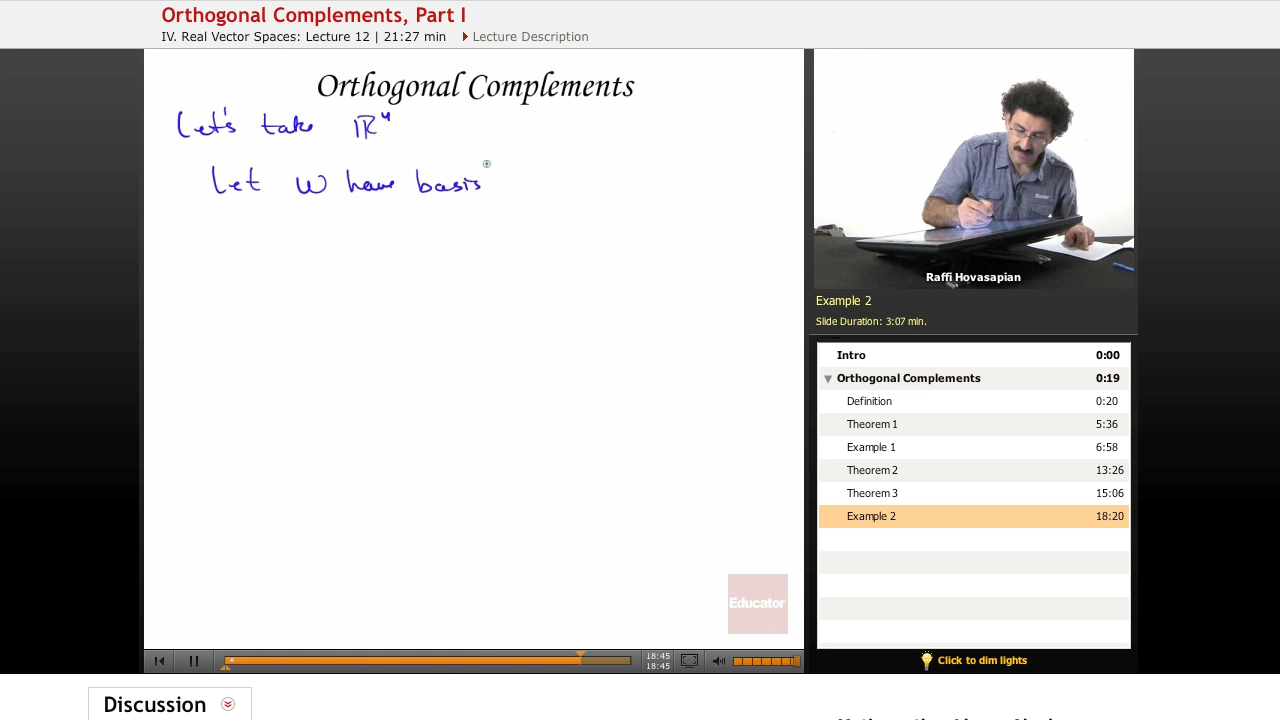 Orthogonal Complements, Part I
IV. Real Vector Spaces: Lecture 12 | 21:27 min Lecture Description
Orthogonal Complements
Let's take ℝ⁴
Let W have basis
Educator
18:45
18:45
Raffi Hovasapian
Example 2
Slide Duration: 3:07 min.
Intro 0:00
Orthogonal Complements 0:19
Definition 0:20
Theorem 1 5:36
Example 1 6:58
Theorem 2 13:26
Theorem 3 15:06
Example 2 18:20
Click to dim lights
Discussion